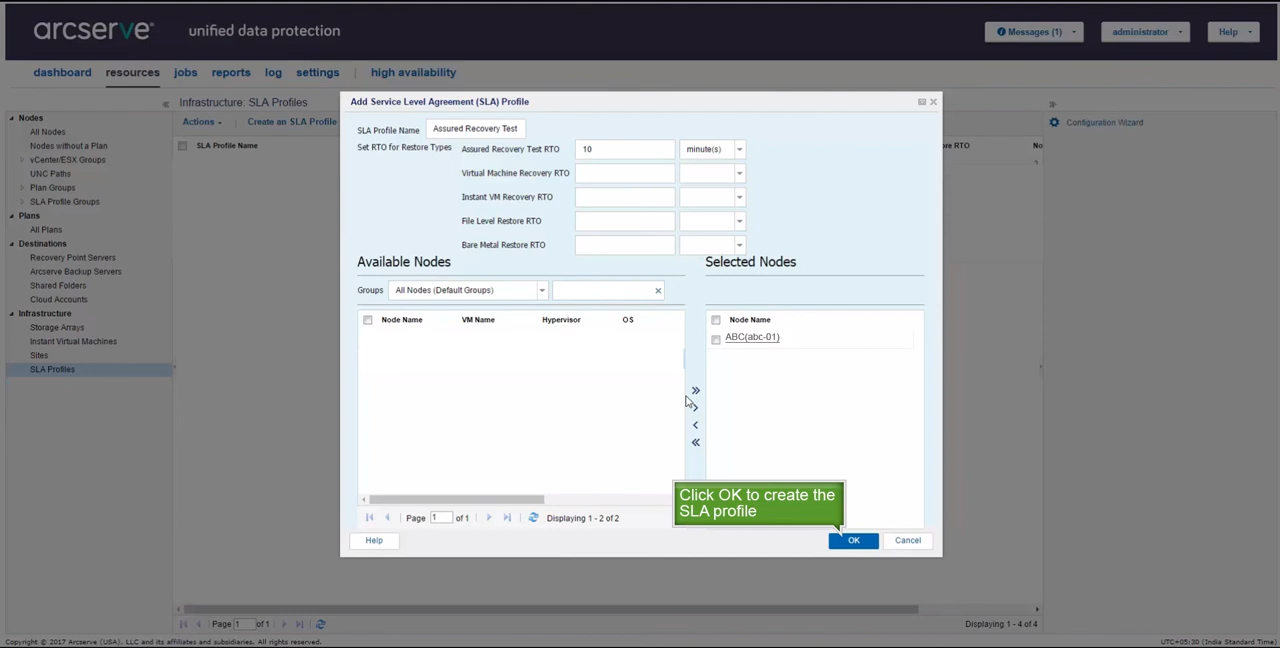 arcserve® unified data protection
Messages (1) administrator Help
dashboard resources jobs reports log settings | high availability
Nodes
All Nodes
Nodes without a Plan
vCenter/ESX Groups
UNC Paths
Plan Groups
SLA Profile Groups
Plans
All Plans
Destinations
Recovery Point Servers
Arcserve Backup Servers
Shared Folders
Cloud Accounts
Infrastructure
Storage Arrays
Instant Virtual Machines
Sites
SLA Profiles
Infrastructure: SLA Profiles
Actions | Create an SLA Profile
SLA Profile Name
Add Service Level Agreement (SLA) Profile
SLA Profile Name Assured Recovery Test
Set RTO for Restore Types Assured Recovery Test RTO 10 minute(s)
Virtual Machine Recovery RTO
Instant VM Recovery RTO
File Level Restore RTO
Bare Metal Restore RTO
Available Nodes
Groups All Nodes (Default Groups)
Node Name VM Name Hypervisor OS
Page 1 of 1 Displaying 1 - 2 of 2
Selected Nodes
Node Name
ABC(abc-01)
Click OK to create the
SLA profile
Help OK Cancel
re RTO No
Configuration Wizard
Page 1 of 1 Displaying 1 - 4 of 4
Copyright © 2017 Arcserve (USA), LLC and its affiliates and subsidiaries. All rights reserved. UTC+05:30 (India Standard Time)